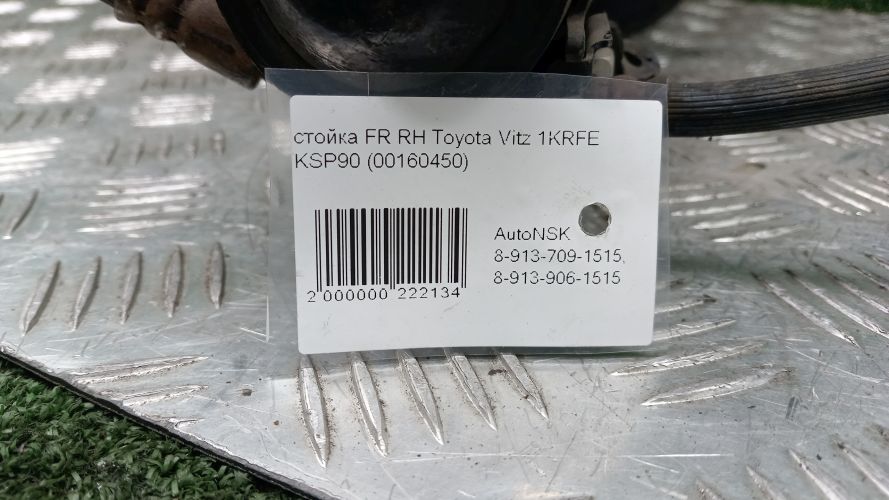 стойка FR RH Toyota Vitz 1KRFE
KSP90 (00160450)
AutoNSK
8-913-709-1515,
8-913-906-1515
2 000000 222134